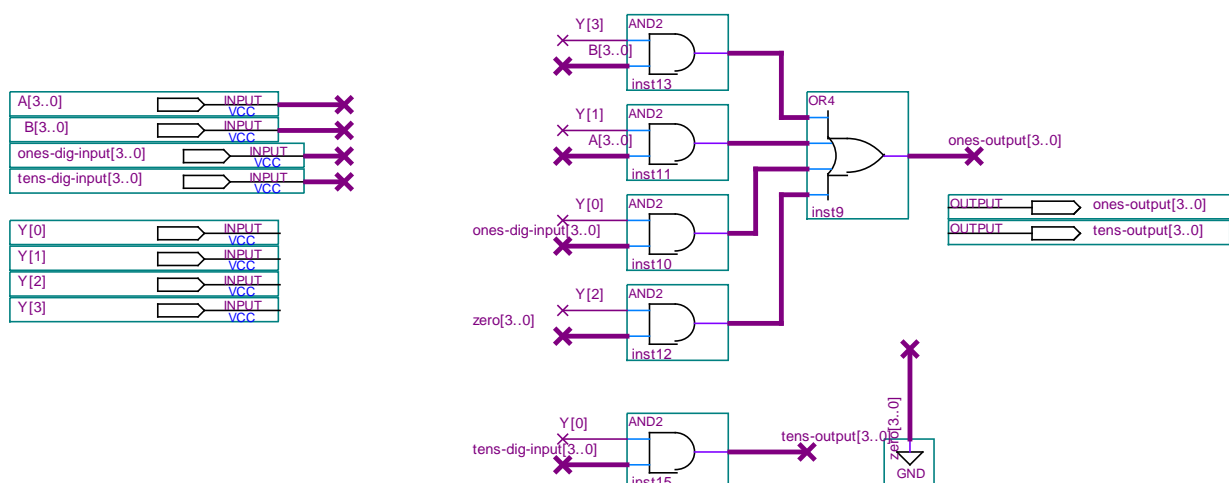 A[3..0]
INPUT
VCC
B[3..0]
INPUT
VCC
ones-dig-input[3..0]
INPUT
VCC
tens-dig-input[3..0]
INPUT
VCC
Y[0]
INPUT
VCC
Y[1]
INPUT
VCC
Y[2]
INPUT
VCC
Y[3]
INPUT
VCC
Y[3]
AND2
B[3..0]
inst13
Y[1]
AND2
A[3..0]
inst11
Y[0]
AND2
ones-dig-input[3..0]
inst10
Y[2]
AND2
zero[3..0]
inst12
Y[0]
AND2
tens-dig-input[3..0]
inst15
tens-output[3..0]
OR4
inst9
ones-output[3..0]
OUTPUT
ones-output[3..0]
OUTPUT
tens-output[3..0]
zero[3..0]
GND